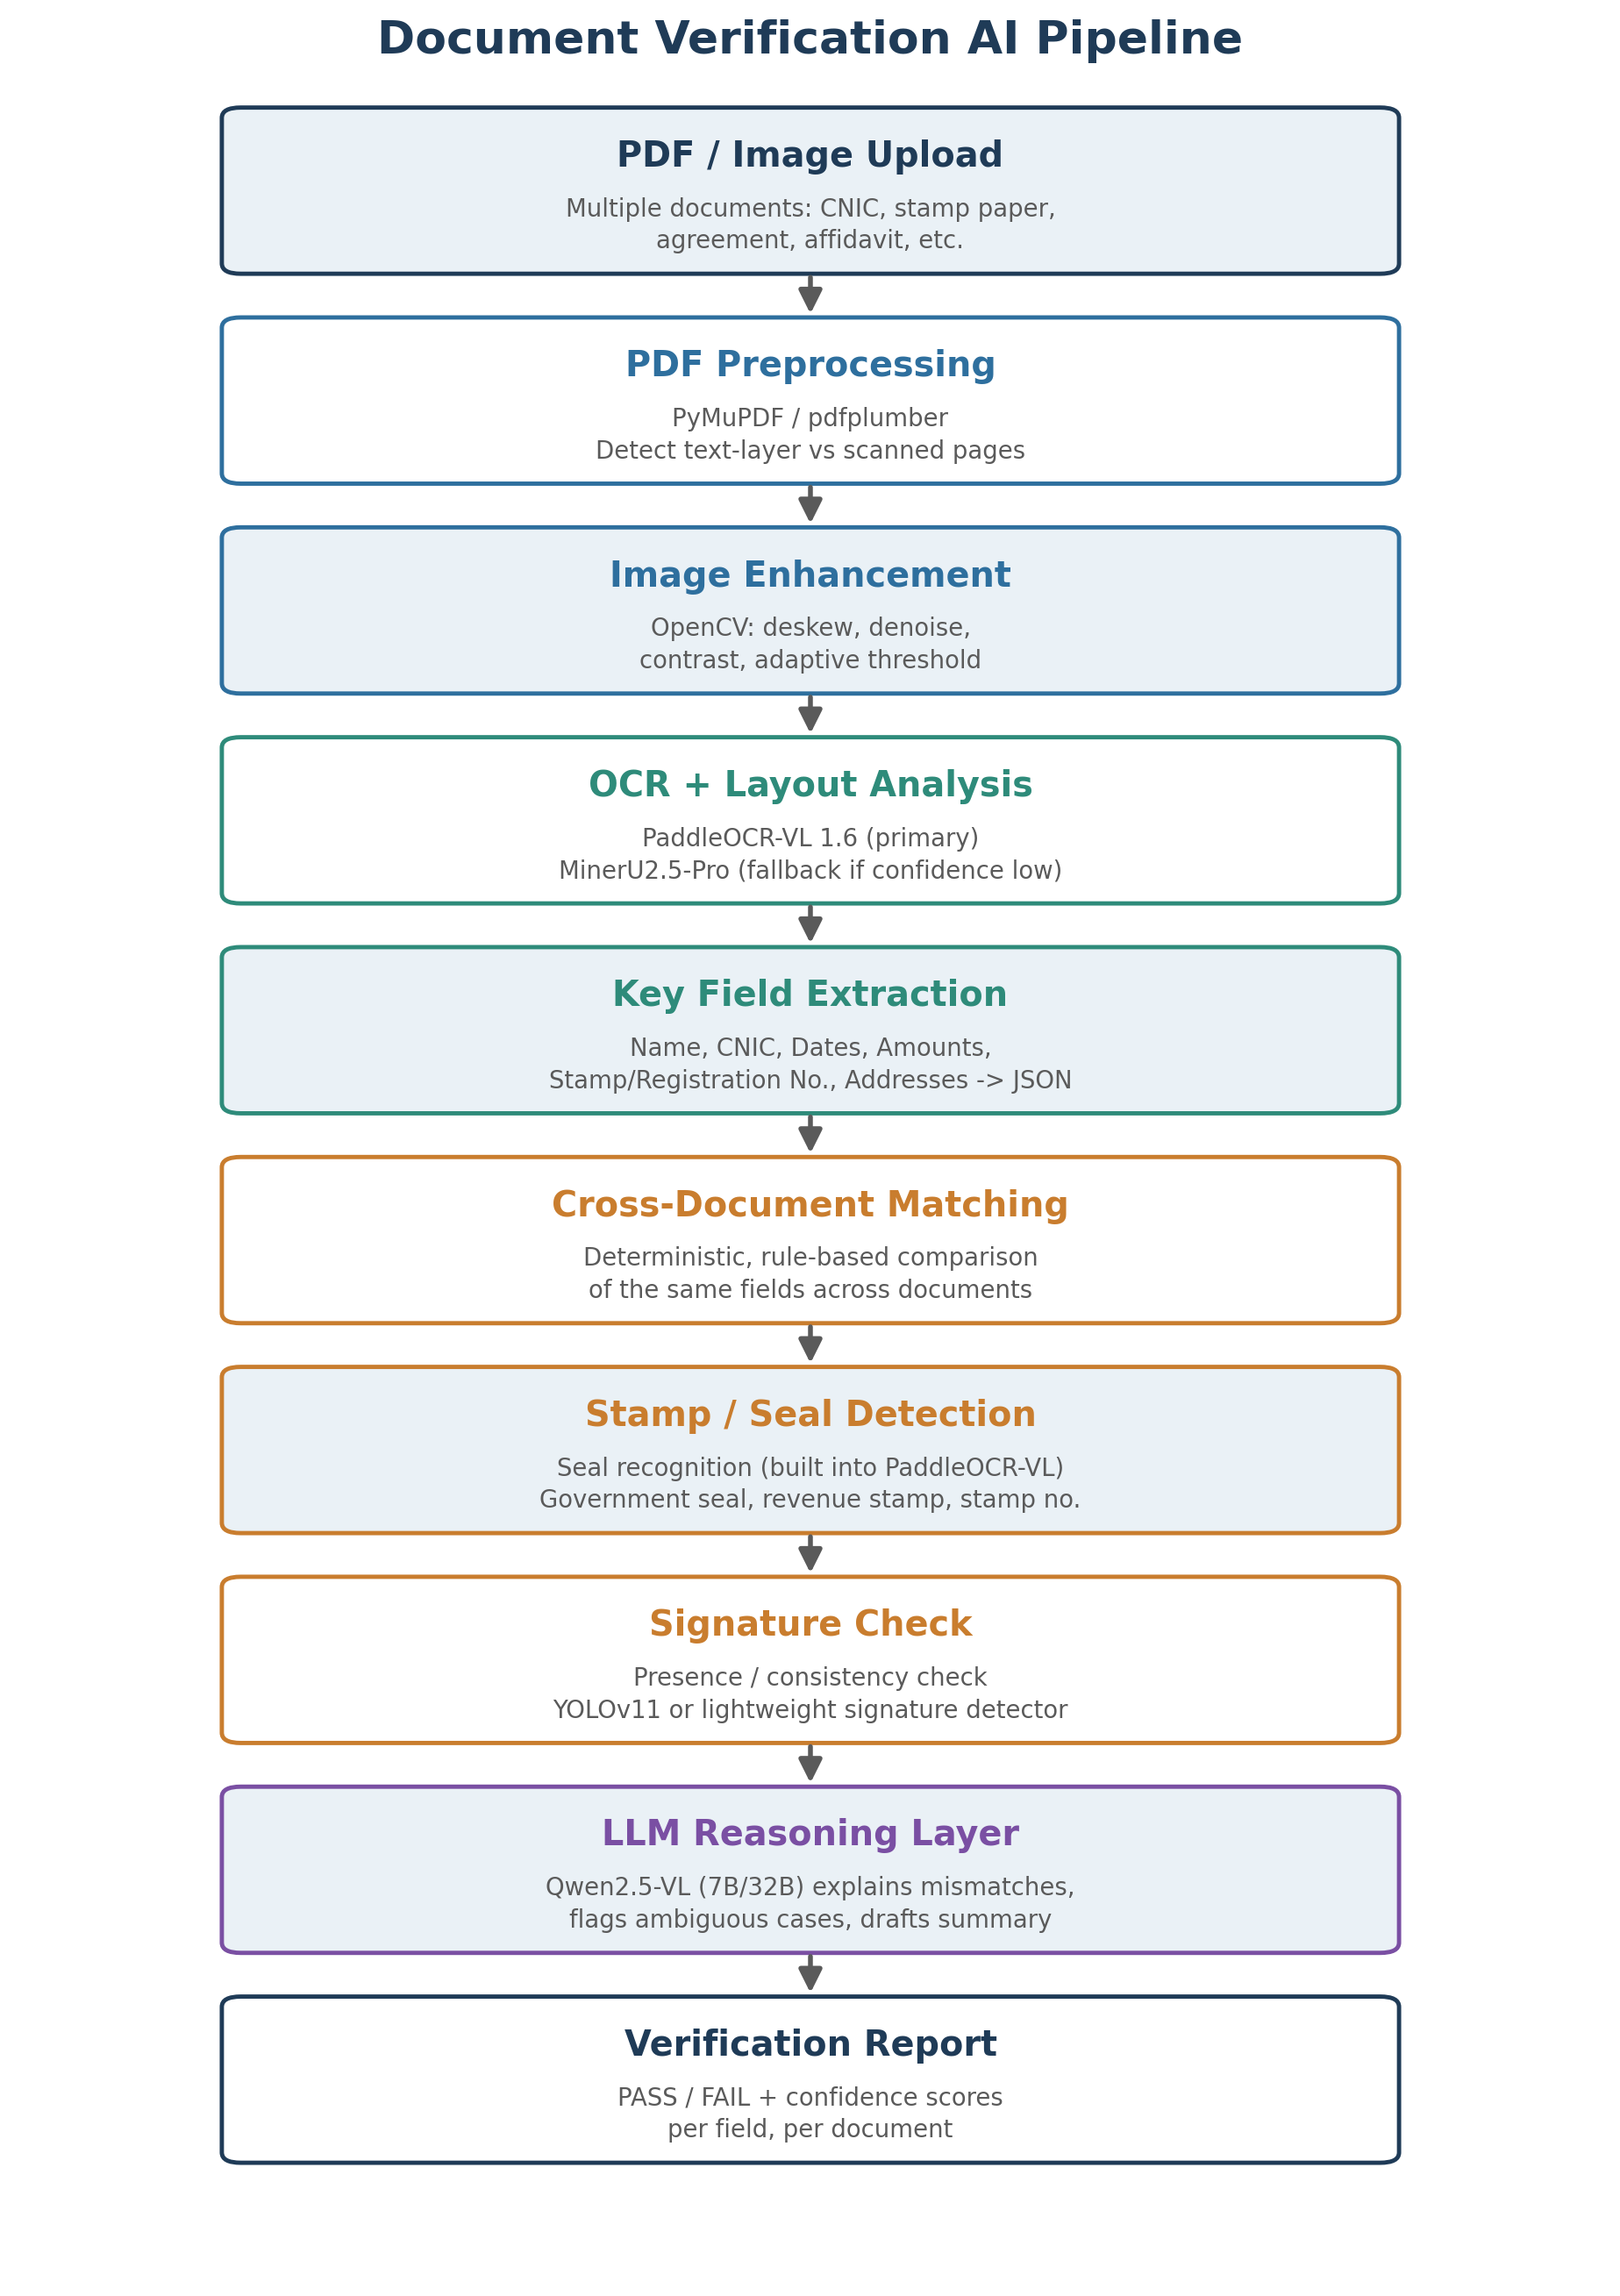 Document Verification AI Pipeline
PDF / Image Upload
Multiple documents: CNIC, stamp paper,
agreement, affidavit, etc.
PDF Preprocessing
PyMuPDF / pdfplumber
Detect text-layer vs scanned pages
Image Enhancement
OpenCV: deskew, denoise,
contrast, adaptive threshold
OCR + Layout Analysis
PaddleOCR-VL 1.6 (primary)
MinerU2.5-Pro (fallback if confidence low)
Key Field Extraction
Name, CNIC, Dates, Amounts,
Stamp/Registration No., Addresses -> JSON
Cross-Document Matching
Deterministic, rule-based comparison
of the same fields across documents
Stamp / Seal Detection
Seal recognition (built into PaddleOCR-VL)
Government seal, revenue stamp, stamp no.
Signature Check
Presence / consistency check
YOLOv11 or lightweight signature detector
LLM Reasoning Layer
Qwen2.5-VL (7B/32B) explains mismatches,
flags ambiguous cases, drafts summary
Verification Report
PASS / FAIL + confidence scores
per field, per document